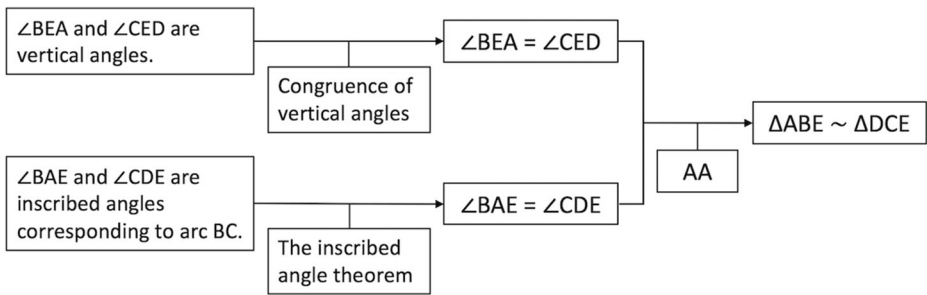 ∠BEA and ∠CED are
vertical angles.
Congruence of
vertical angles
∠BEA = ∠CED
∠BAE and ∠CDE are
inscribed angles
corresponding to arc BC.
The inscribed
angle theorem
∠BAE = ∠CDE
AA
ΔABE ~ ΔDCE